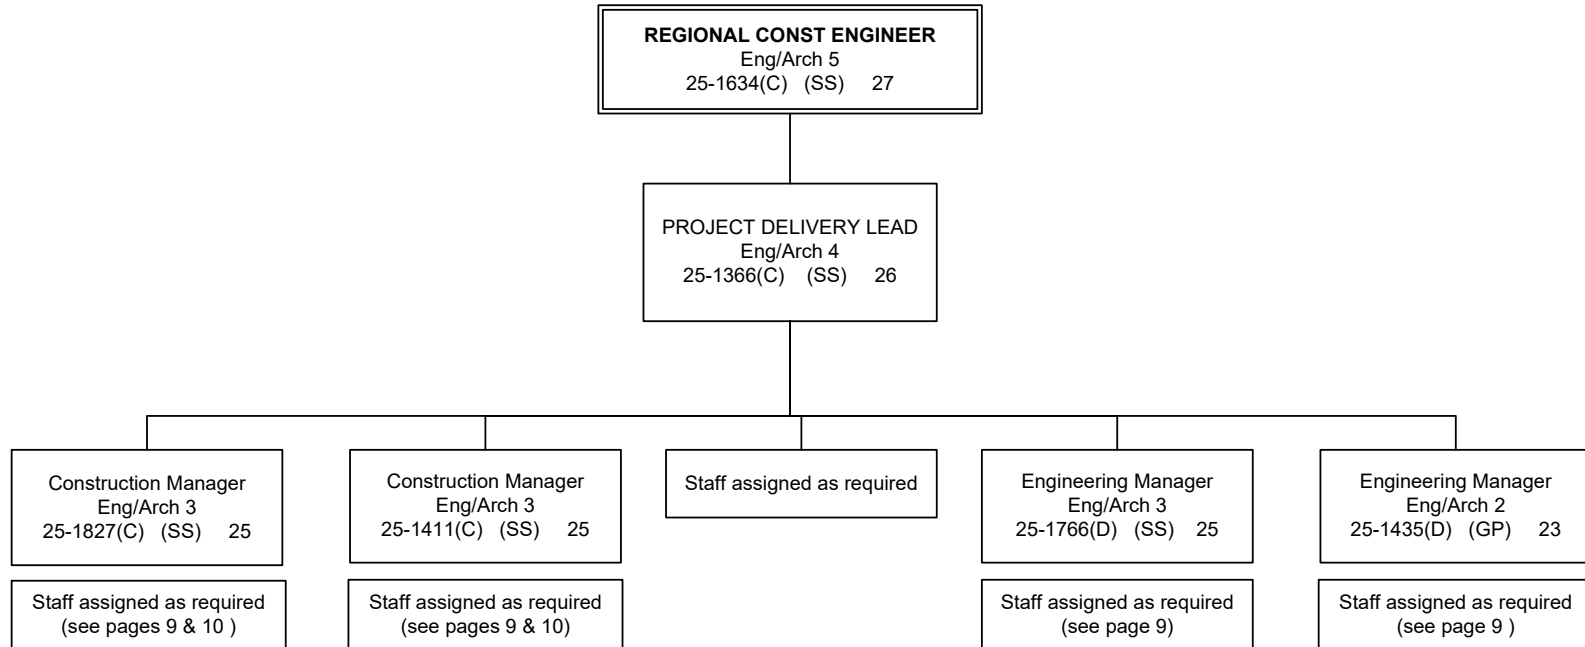 REGIONAL CONST ENGINEER
Eng/Arch 5
25-1634(C) (SS) 27
PROJECT DELIVERY LEAD
Eng/Arch 4
25-1366(C) (SS) 26
Construction Manager
Eng/Arch 3
25-1827(C) (SS) 25
Staff assigned as required
(see pages 9 & 10 )
Construction Manager
Eng/Arch 3
25-1411(C) (SS) 25
Staff assigned as required
(see pages 9 & 10)
Staff assigned as required
Engineering Manager
Eng/Arch 3
25-1766(D) (SS) 25
Staff assigned as required
(see page 9)
Engineering Manager
Eng/Arch 2
25-1435(D) (GP) 23
Staff assigned as required
(see page 9 )